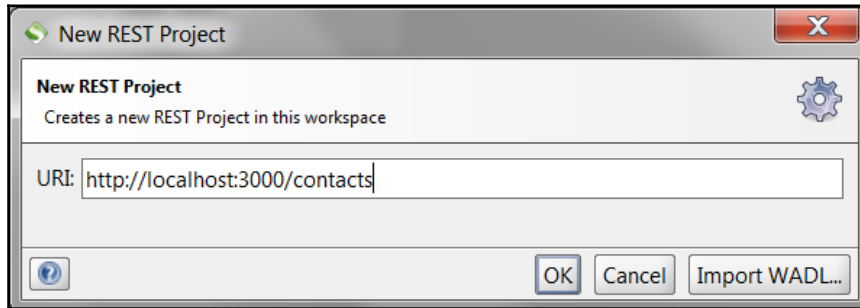 New REST Project
New REST Project
Creates a new REST Project in this workspace
URI: http://localhost:3000/contacts
OK Cancel Import WADL...